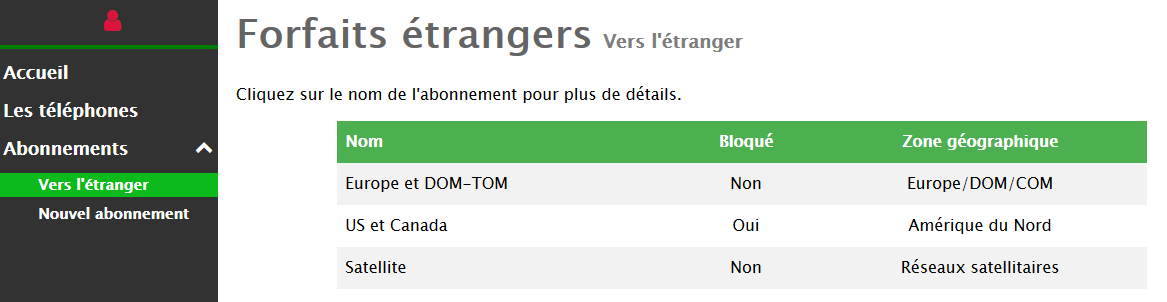 Forfaits étrangers Vers l'étranger
Accueil
Les téléphones
Abonnements
Vers l'étranger
Nouvel abonnement
Cliquez sur le nom de l'abonnement pour plus de détails.
Nom Bloqué Zone géographique
Europe et DOM-TOM Non Europe/DOM/COM
US et Canada Oui Amérique du Nord
Satellite Non Réseaux satellitaires